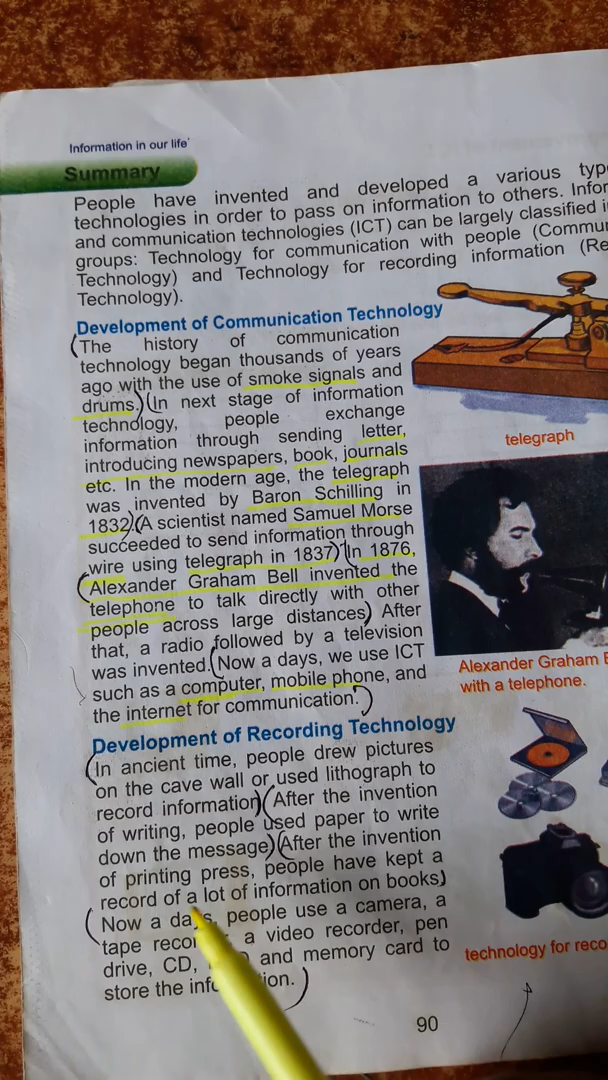 Information in our life
Summary
People have invented and developed a various
technologies in order to pass on information to others.
and communication technologies (ICT) can be largely classified
groups: Technology for communication with people
Technology) and Technology for recording information
Technology).
Development of Communication Technology
(The history of communication
technology began thousands of years
ago with the use of smoke signals and
drums.)(In next stage of information
technology, people exchange
information through sending letter,
introducing newspapers, book, journals
etc. In the modern age, the telegraph
was invented by Baron Schilling in
1832)(A scientist named Samuel Morse
succeeded to send information through
wire using telegraph in 1837)(In 1876,
(Alexander Graham Bell invented the
telephone to talk directly with other
people across large distances) After
that, a radio followed by a television
was invented.(Now a days, we use ICT
such as a computer, mobile phone, and
the internet for communication.)
telegraph
Alexander Graham
with a telephone.
Development of Recording Technology
(In ancient time, people drew pictures
on the cave wall or used lithograph to
record information)(After the invention
of writing, people used paper to write
down the message)(After the invention
of printing press, people have kept a
record of a lot of information on books)
(Now a days, people use a camera, a
tape a video recorder, pen
drive, CD, and memory card to
store the
technology for
90